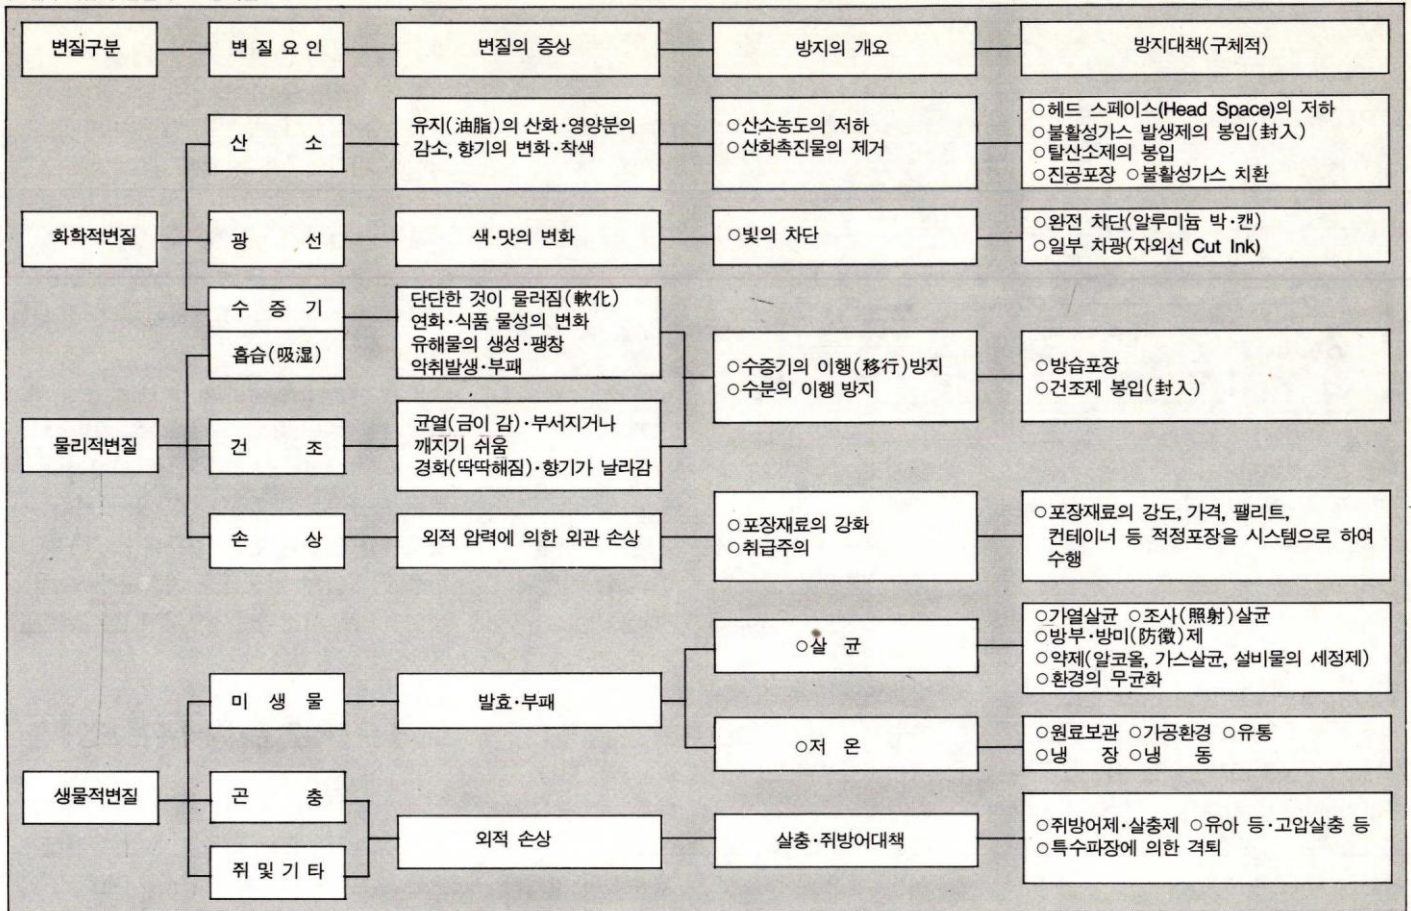 변질구분
변 질 요 인
변질의 증상
방지의 개요
방지대책(구체적)
화학적변질
산 소
유지(油脂)의 산화·영양분의
감소, 향기의 변화·착색
○산소농도의 저하
○산화촉진물의 제거
○헤드 스페이스(Head Space)의 저하
○불활성가스 발생제의 봉입(封入)
○탈산소제의 봉입
○진공포장 ○불활성가스 치환
광 선
색·맛의 변화
○빛의 차단
○완전 차단(알루미늄 박·캔)
○일부 차광(자외선 Cut Ink)
수 증 기
흡습(吸湿)
단단한 것이 물러짐(軟化)
연화·식품 물성의 변화
유해물의 생성·팽창
악취발생·부패
○수증기의 이행(移行)방지
○수분의 이행 방지
○방습포장
○건조제 봉입(封入)
물리적변질
건 조
균열(금이 감)·부서지거나
깨지기 쉬움
경화(딱딱해짐)·향기가 날라감
손 상
외적 압력에 의한 외관 손상
○포장재료의 강화
○취급주의
○포장재료의 강도, 가격, 팰리트,
컨테이너 등 적정포장을 시스템으로 하여
수행
생물적변질
미 생 물
발효·부패
○살 균
○가열살균 ○조사(照射)살균
○방부·방미(防黴)제
○약제(알코올, 가스살균, 설비물의 세정제)
○환경의 무균화
○저 온
○원료보관 ○가공환경 ○유통
○냉 장 ○냉 동
곤 충
쥐 및 기 타
외적 손상
살충·쥐방어대책
○쥐방어제·살충제 ○유아 등·고압살충 등
○특수파장에 의한 격퇴